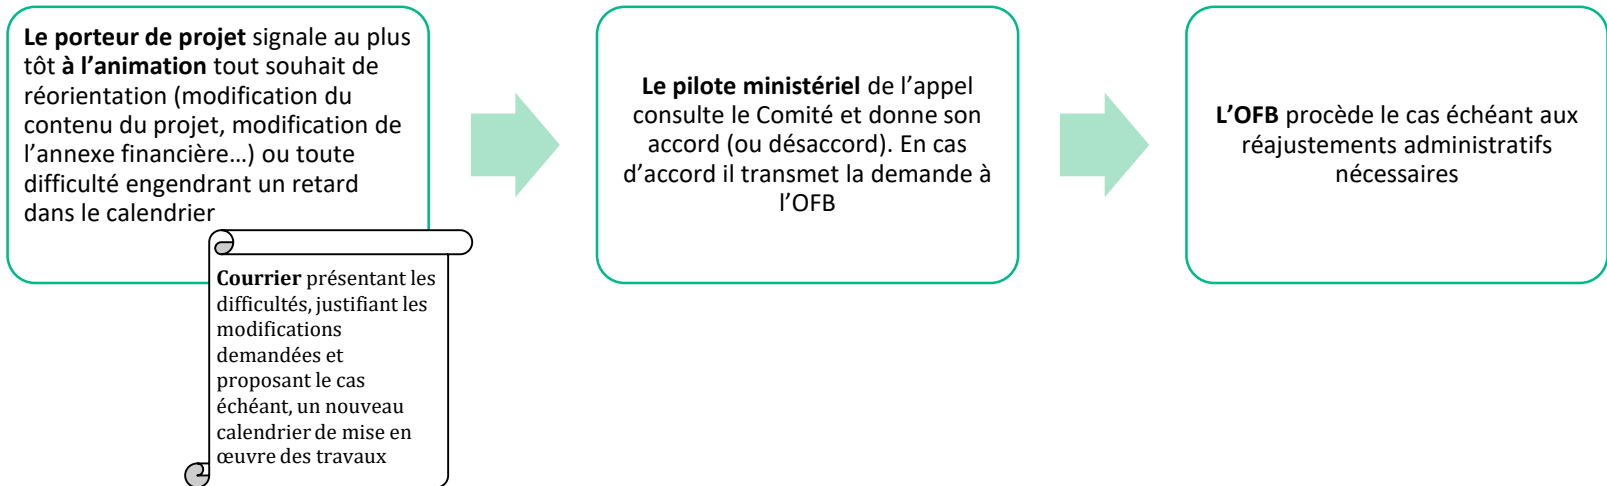 Le porteur de projet signale au plus
tôt à l’animation tout souhait de
réorientation (modification du
contenu du projet, modification de
l’annexe financière…) ou toute
difficulté engendrant un retard
dans le calendrier
Courrier présentant les
difficultés, justifiant les
modifications
demandées et
proposant le cas
échéant, un nouveau
calendrier de mise en
œuvre des travaux
Le pilote ministériel de l’appel
consulte le Comité et donne son
accord (ou désaccord). En cas
d’accord il transmet la demande à
l’OFB
L’OFB procède le cas échéant aux
réajustements administratifs
nécessaires